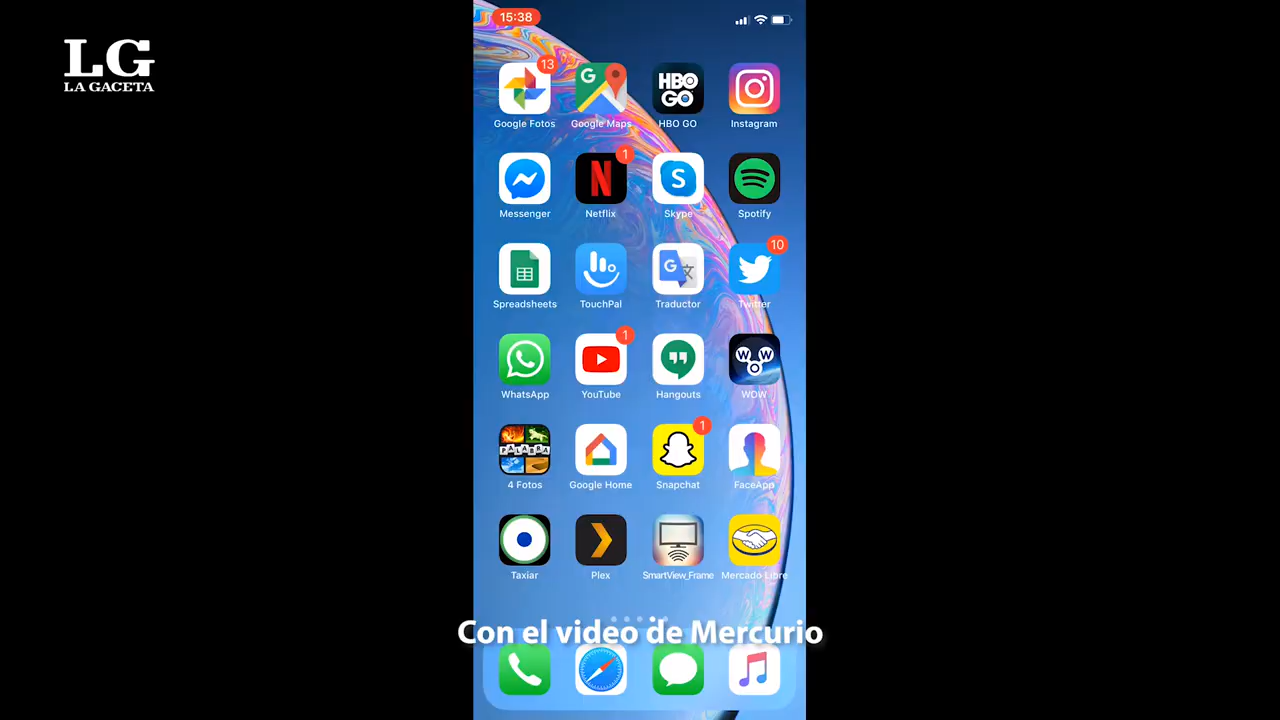 LG
LA GACETA
15:38
13
Google Fotos
Google Maps
HBO GO
Instagram
1
Messenger
Netflix
Skype
Spotify
10
Spreadsheets
TouchPal
Traductor
Twitter
1
WhatsApp
YouTube
Hangouts
WOW
PALABRA
1
4 Fotos
Google Home
Snapchat
FaceApp
Taxiar
Plex
SmartView_Frame
Mercado Libre
Con el video de Mercurio